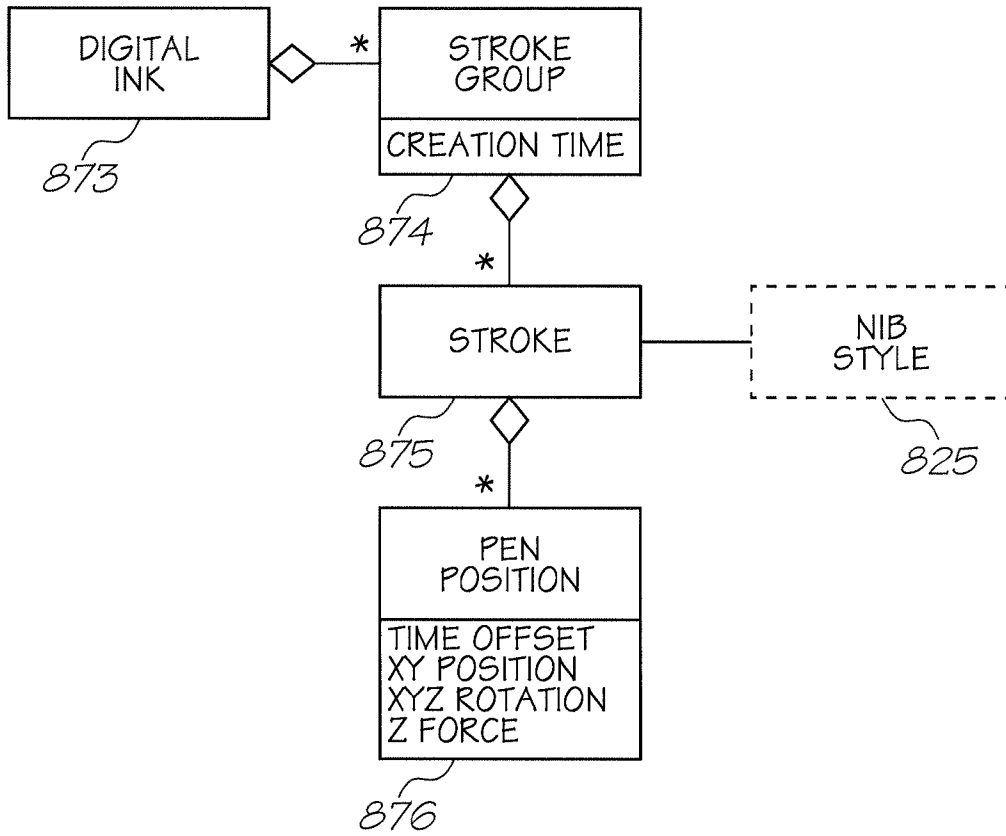 DIGITAL
INK
*
STROKE
GROUP
CREATION TIME
873
874
*
STROKE
NIB
STYLE
875
825
*
PEN
POSITION
TIME OFFSET
XY POSITION
XYZ ROTATION
Z FORCE
876